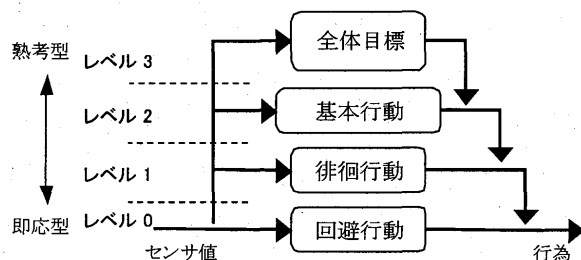 全体目標
熟考型
レベル 3
基本行動
レベル 2
徘徊行動
レベル 1
レベル 0
即応型
回避行動
センサ値
行為